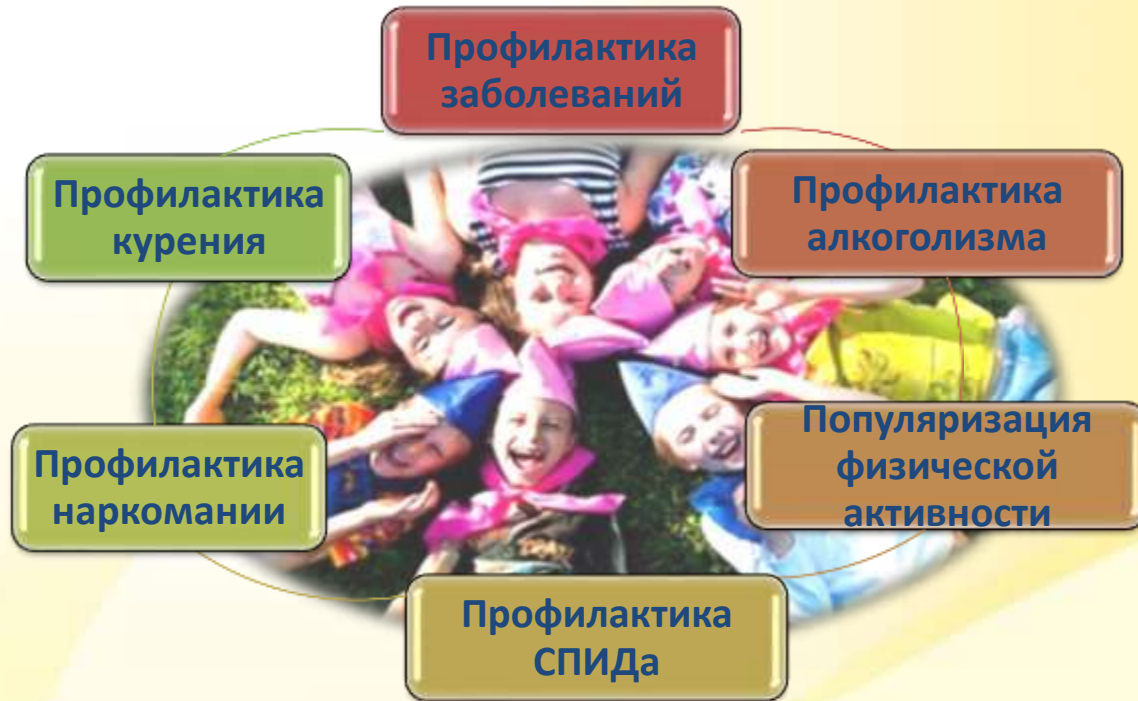 Профилактика
заболеваний
Профилактика
алкоголизма
Популяризация
физической
активности
Профилактика
СПИДа
Профилактика
наркомании
Профилактика
курения